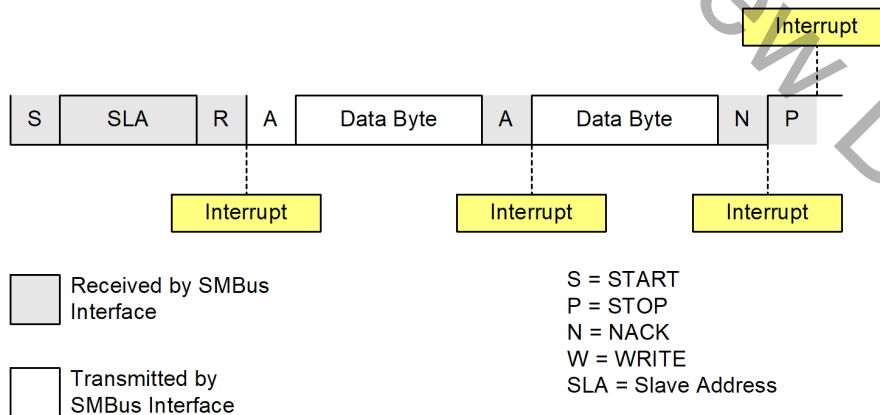 Interrupt
S SLA R A Data Byte A Data Byte N P
Interrupt Interrupt Interrupt
Received by SMBus
Interface
Transmitted by
SMBus Interface
S = START
P = STOP
N = NACK
W = WRITE
SLA = Slave Address